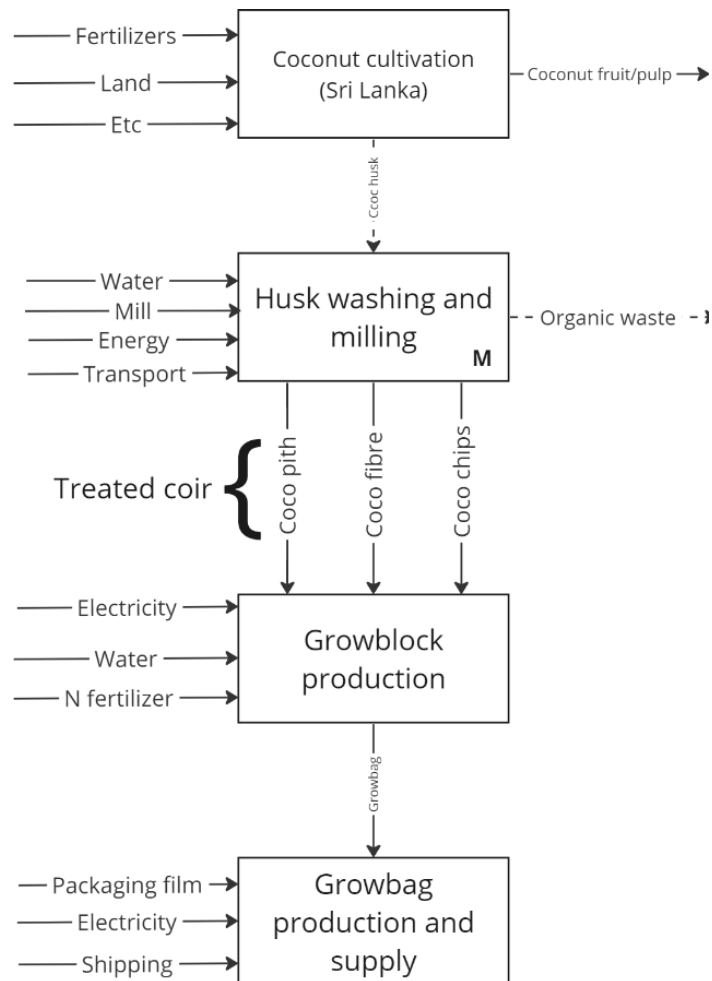 Fertilizers
Land
Etc
Coconut cultivation
(Sri Lanka)
Coconut fruit/pulp
Ccoc husk
Water
Mill
Energy
Transport
Husk washing and
milling
M
Organic waste
Treated coir
{
Coco pith
Coco fibre
Coco chips
Electricity
Water
N fertilizer
Growblock
production
Growbag
Packaging film
Electricity
Shipping
Growbag
production and
supply